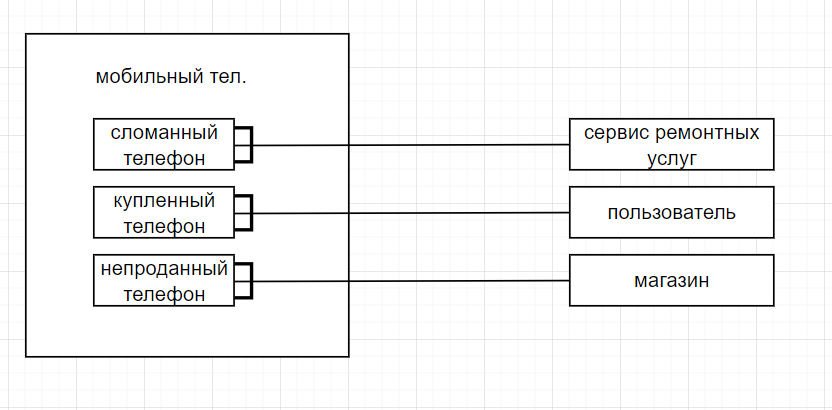 мобильный тел.
сломанный
телефон
сервис ремонтных
услуг
купленный
телефон
пользователь
непроданный
телефон
магазин